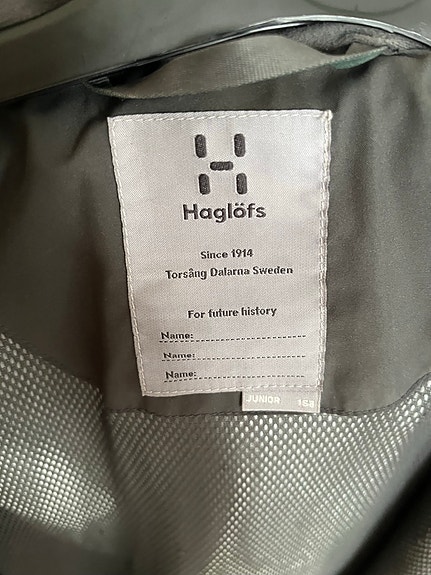 Haglöfs
Since 1914
Torsång Dalarna Sweden
For future history
Name:
Name:
Name:
JUNIOR